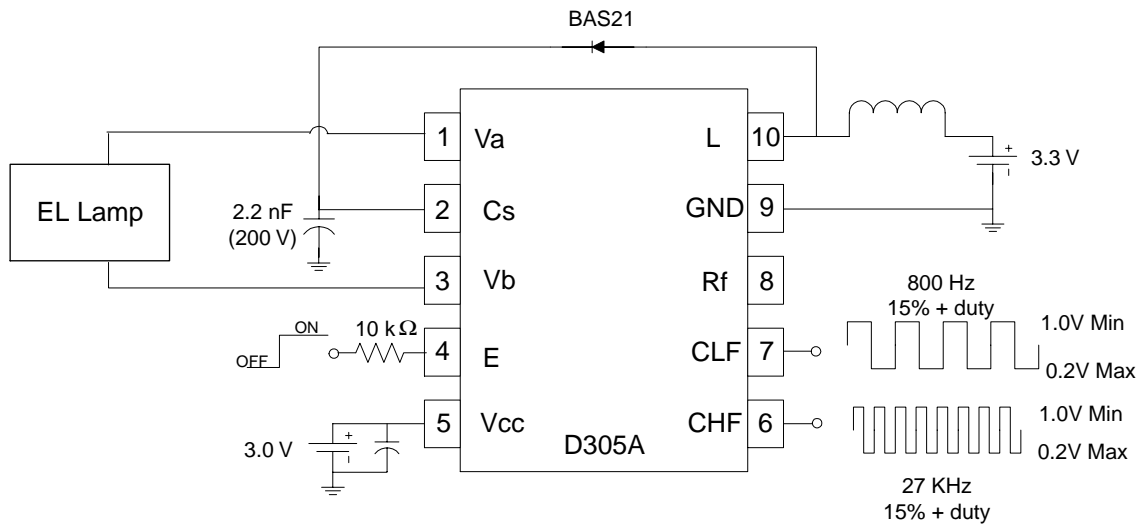 BAS21
1 Va
L 10
+
-
3.3 V
EL Lamp
2.2 nF
(200 V)
2 Cs
GND 9
3 Vb
Rf 8
800 Hz
15% + duty
OFF
ON
10 kΩ
4 E
CLF 7
1.0V Min
0.2V Max
3.0 V
+
-
5 Vcc
CHF 6
1.0V Min
0.2V Max
D305A
27 KHz
15% + duty